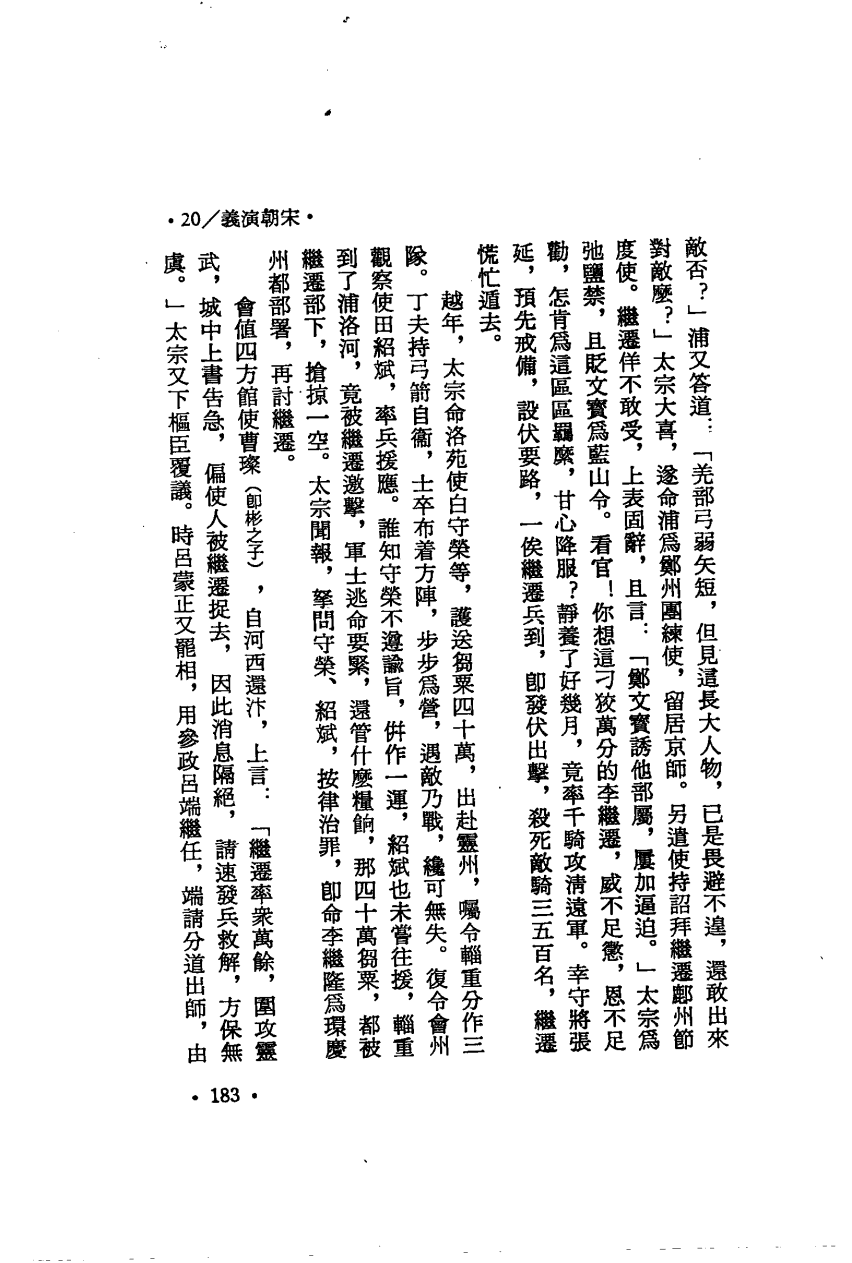 •20／義演朝宋•
敵否？」浦又答道：「羌部弓弱矢短，但見這長大人物，已是畏避不遑，還敢出來
對敵麼？」太宗大喜，遂命浦爲鄭州團練使，留居京師。另遣使持詔拜繼遷鄜州節
度使。繼遷佯不敢受，上表固辭，且言：「鄭文寶誘他部屬，屢加逼迫。」太宗爲
弛鹽禁，且貶文寶爲藍山令。看官！你想這刁狡萬分的李繼遷，威不足懲，恩不足
勸，怎肯爲這區區羈縻，甘心降服？靜養了好幾月，竟率千騎攻淸遠軍。幸守將張
延，預先戒備，設伏要路，一俟繼遷兵到，卽發伏出擊，殺死敵騎三五百名，繼遷
慌忙遁去。
越年，太宗命洛苑使白守榮等，護送芻粟四十萬，出赴靈州，囑令輜重分作三
隊。丁夫持弓箭自衞，士卒布着方陣，步步爲營，遇敵乃戰，纔可無失。復令會州
觀察使田紹斌，率兵援應。誰知守榮不遵諭旨，倂作一運，紹斌也未嘗往援，輜重
到了浦洛河，竟被繼遷邀擊，軍士逃命要緊，還管什麽糧餉，那四十萬芻粟，都被
繼遷部下，搶掠一空。太宗聞報，拏問守榮、紹斌，按律治罪，卽命李繼隆爲環慶
州都部署，再討繼遷。
會値四方館使曹璨（卽彬之子），自河西還汴，上言：「繼遷率衆萬餘，圍攻靈
武，城中上書告急，偏使人被繼遷捉去，因此消息隔絕，請速發兵救解，方保無
虞。」太宗又下樞臣覆議。時呂蒙正又罷相，用參政呂端繼任，端請分道出師，由
•183•